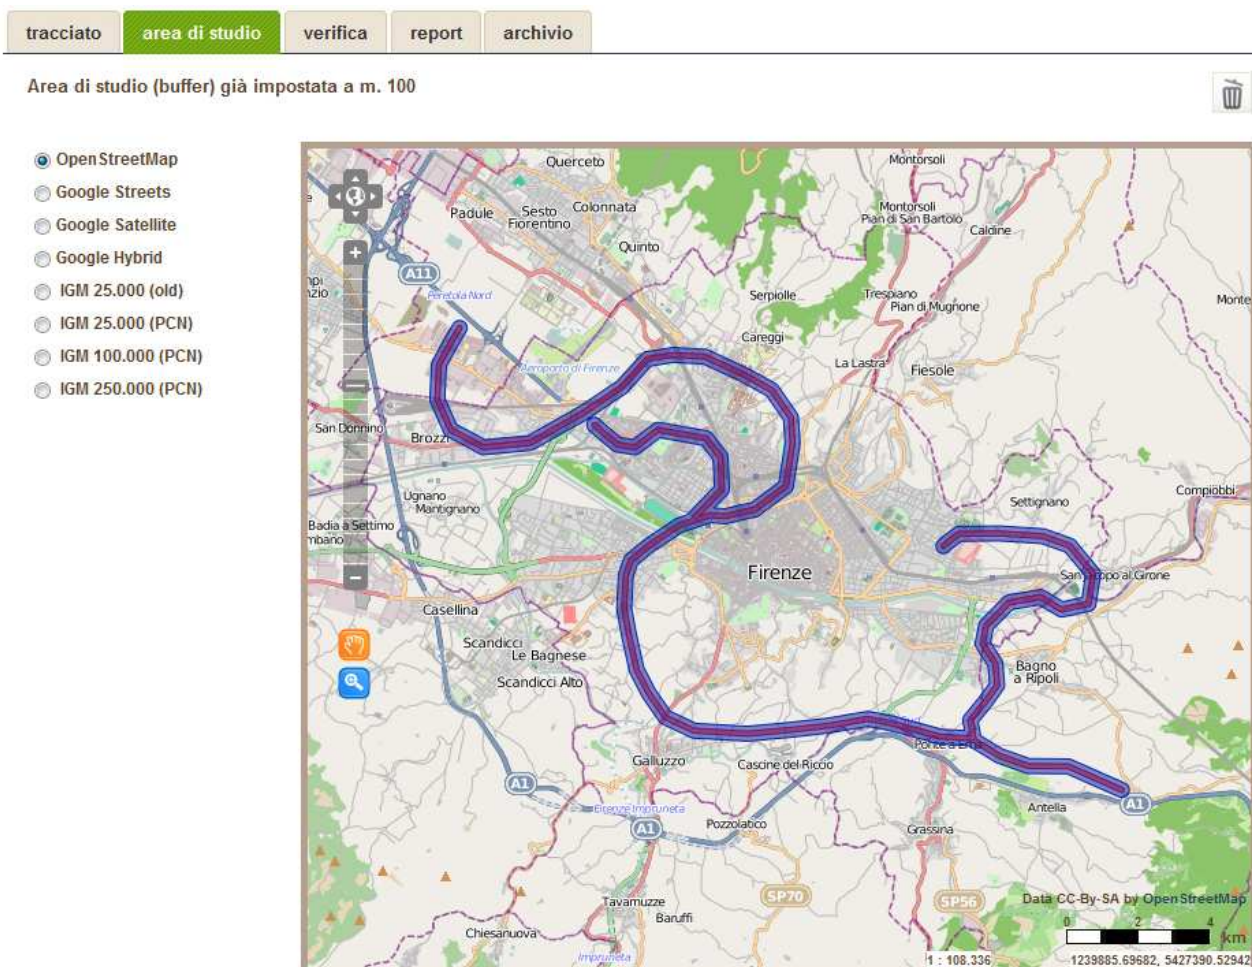 tracciato
area di studio
verifica
report
archivio
Area di studio (buffer) già impostata a m. 100
OpenStreetMap
Google Streets
Google Satellite
Google Hybrid
IGM 25.000 (old)
IGM 25.000 (PCN)
IGM 100.000 (PCN)
IGM 250.000 (PCN)
Querceto
Montorsoli
Padule
Sesto
Fiorentino
Colonnata
Montorsoli
Pian di San Bartolo
Caldine
Quinto
A11
Peretola Nord
Serpiolle
Trespiano
Pian di Mugnone
Monte
Careggi
La Lastra
Fiesole
Aeroporto di Firenze
San Donnino
Brozzi
Ugnano
Mantignano
Settignano
Compiobbi
Badia a Settimo
Firenze
Casellina
Scandicci
Le Bagnese
Scandicci Alto
Bagno
a Ripoli
Galluzzo
Cascine del Riccio
A1
Firenze Impruneta
A1
Pozzolatico
Antella
A1
Grassina
SP70
SP56
Tavarnuzze
Baruffi
Chiesanuova
Impruneta
Data CC-By-SA by OpenStreetMap
0 2 4
km
1 : 108.336
1239885.69682, 5427390.52942